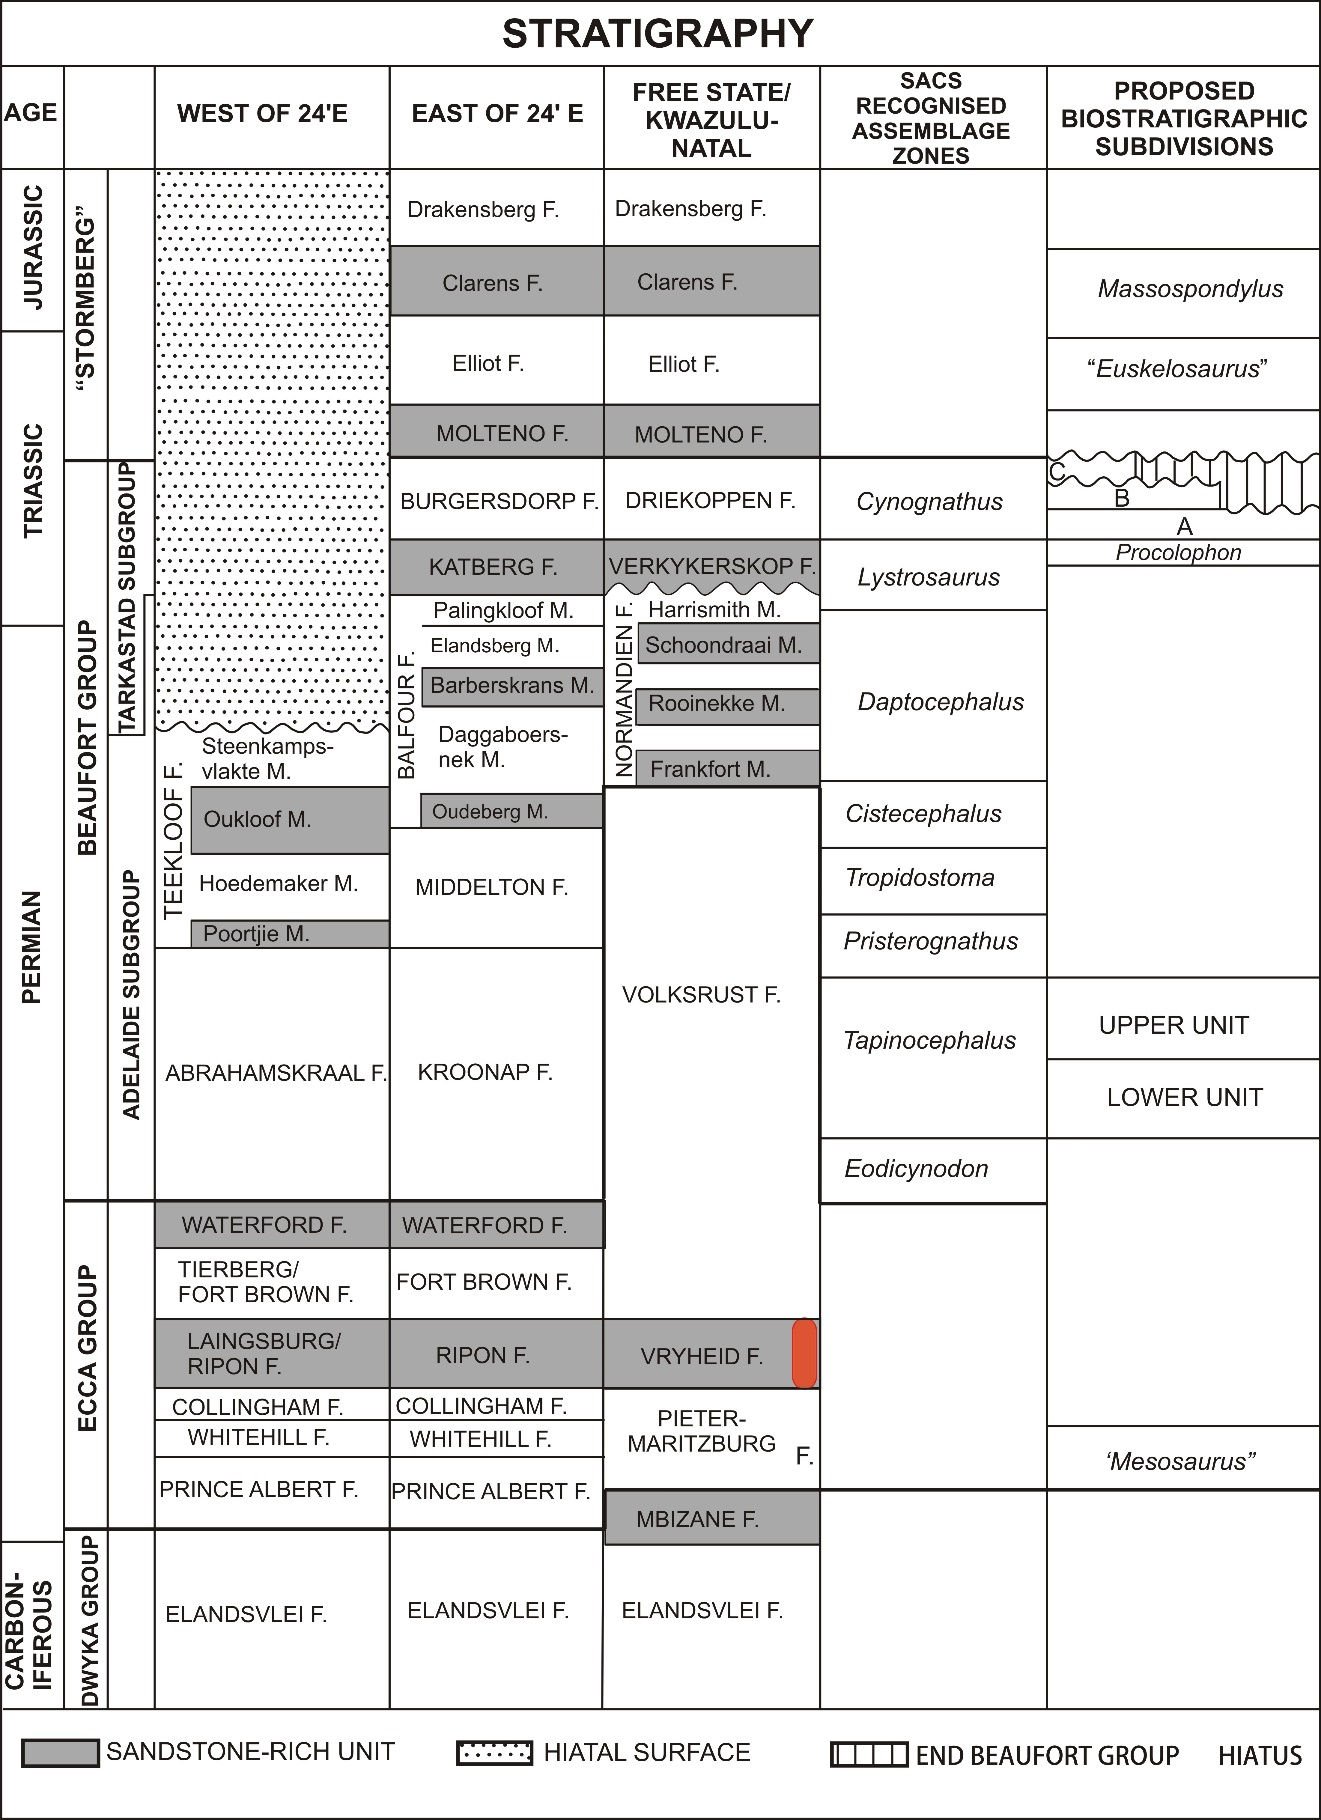 STRATIGRAPHY
AGE
WEST OF 24'E
EAST OF 24' E
FREE STATE/
KWAZULU-
NATAL
SACS
RECOGNISED
ASSEMBLAGE
ZONES
PROPOSED
BIOSTRATIGRAPHIC
SUBDIVISIONS
JURASSIC
TRIASSIC
PERMIAN
CARBON-
IFEROUS
“STORMBERG”
BEAUFORT GROUP
ECCA GROUP
DWYKA GROUP
TARKASTAD SUBGROUP
ADELAIDE SUBGROUP
TEEKLOOF F.
Steenkamps-
vlakte M.
Oukloof M.
Hoedemaker M.
Poortjie M.
ABRAHAMSKRAAL F.
WATERFORD F.
TIERBERG/
FORT BROWN F.
LAINGSBURG/
RIPON F.
COLLINGHAM F.
WHITEHILL F.
PRINCE ALBERT F.
ELANDSVLEI F.
Drakensberg F.
Clarens F.
Elliot F.
MOLTENO F.
BURGERSDORP F.
KATBERG F.
BALFOUR F.
Palingkloof M.
Elandsberg M.
Barberskrans M.
Daggaboers-
nek M.
Oudeberg M.
MIDDELTON F.
KROONAP F.
WATERFORD F.
FORT BROWN F.
RIPON F.
COLLINGHAM F.
WHITEHILL F.
PRINCE ALBERT F.
ELANDSVLEI F.
Drakensberg F.
Clarens F.
Elliot F.
MOLTENO F.
DRIEKOPPEN F.
VERKYKERSKOP F.
NORMANDIEN F.
Harrismith M.
Schoondraai M.
Rooinekke M.
Frankfort M.
VOLKSRUST F.
VRYHEID F.
PIETER-
MARITZBURG F.
MBIZANE F.
ELANDSVLEI F.
Cynognathus
Lystrosaurus
Daptocephalus
Cistecephalus
Tropidostoma
Pristerognathus
Tapinocephalus
Eodicynodon
Massospondylus
“Euskelosaurus”
C
B
A
Procolophon
UPPER UNIT
LOWER UNIT
‘Mesosaurus”
SANDSTONE-RICH UNIT
HIATAL SURFACE
END BEAUFORT GROUP HIATUS